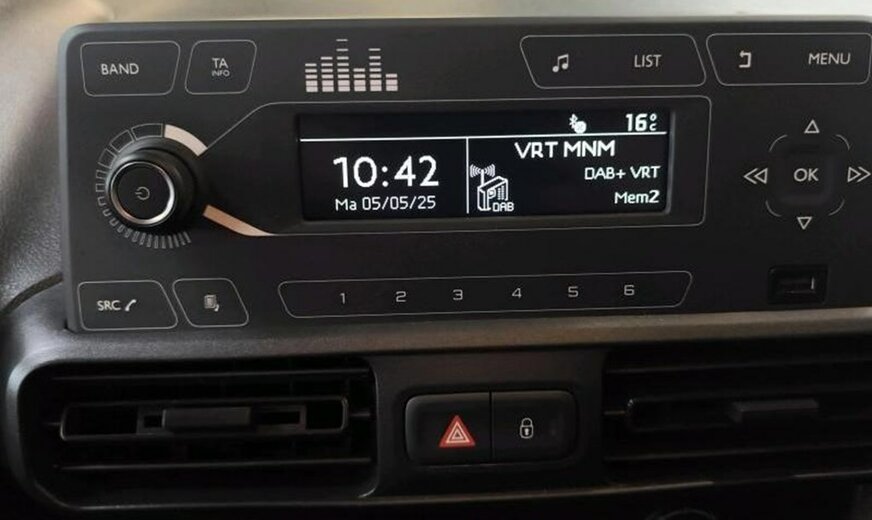 BAND
TA
INFO
LIST
MENU
16°C
10:42
Ma 05/05/25
VRT MNM
DAB+ VRT
Mem2
DAB
OK
SRC
1 2 3 4 5 6